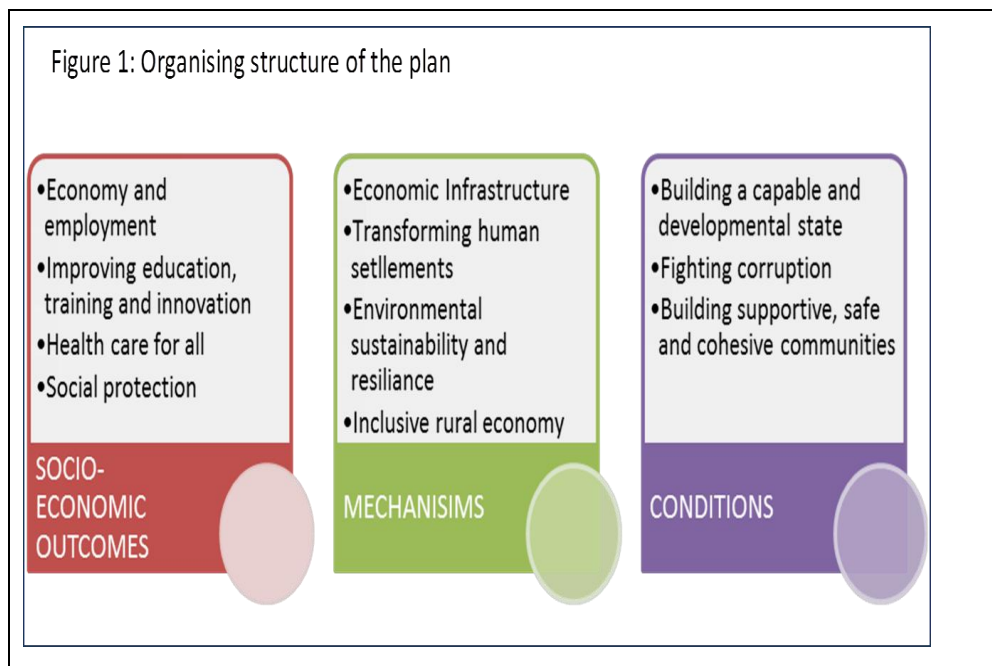 Figure 1: Organising structure of the plan
•Economy and
employment
•Improving education,
training and innovation
•Health care for all
•Social protection
SOCIO-
ECONOMIC
OUTCOMES
•Economic Infrastructure
•Transforming human
setllements
•Environmental
sustainability and
resiliance
•Inclusive rural economy
MECHANISIMS
•Building a capable and
developmental state
•Fighting corruption
•Building supportive, safe
and cohesive communities
CONDITIONS